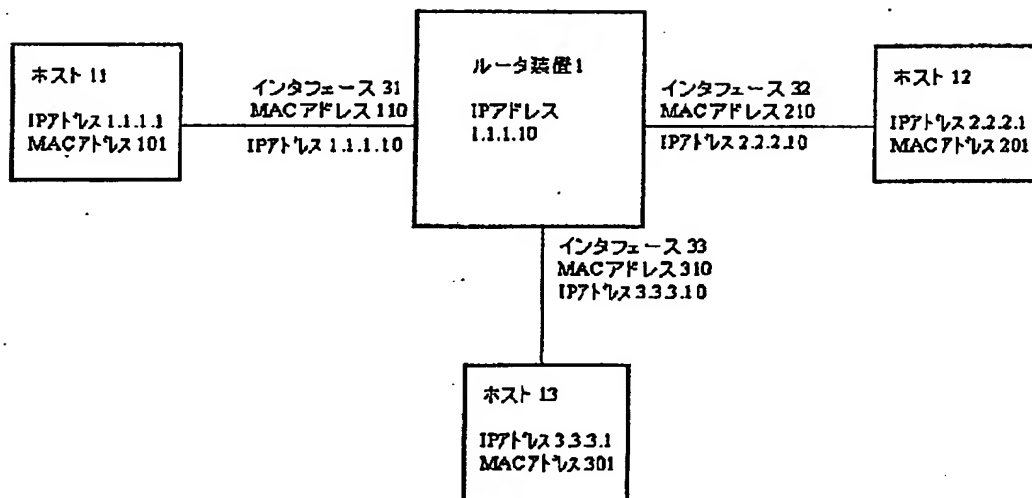 ホスト 11
IPアドレス 1.1.1.1
MACアドレス 101
インタフェース 31
MACアドレス 110
IPアドレス 1.1.1.10
ルータ装置 1
IPアドレス
1.1.1.10
インタフェース 32
MACアドレス 210
IPアドレス 2.2.2.10
ホスト 12
IPアドレス 2.2.2.1
MACアドレス 201
インタフェース 33
MACアドレス 310
IPアドレス 3.3.3.10
ホスト 13
IPアドレス 3.3.3.1
MACアドレス 301